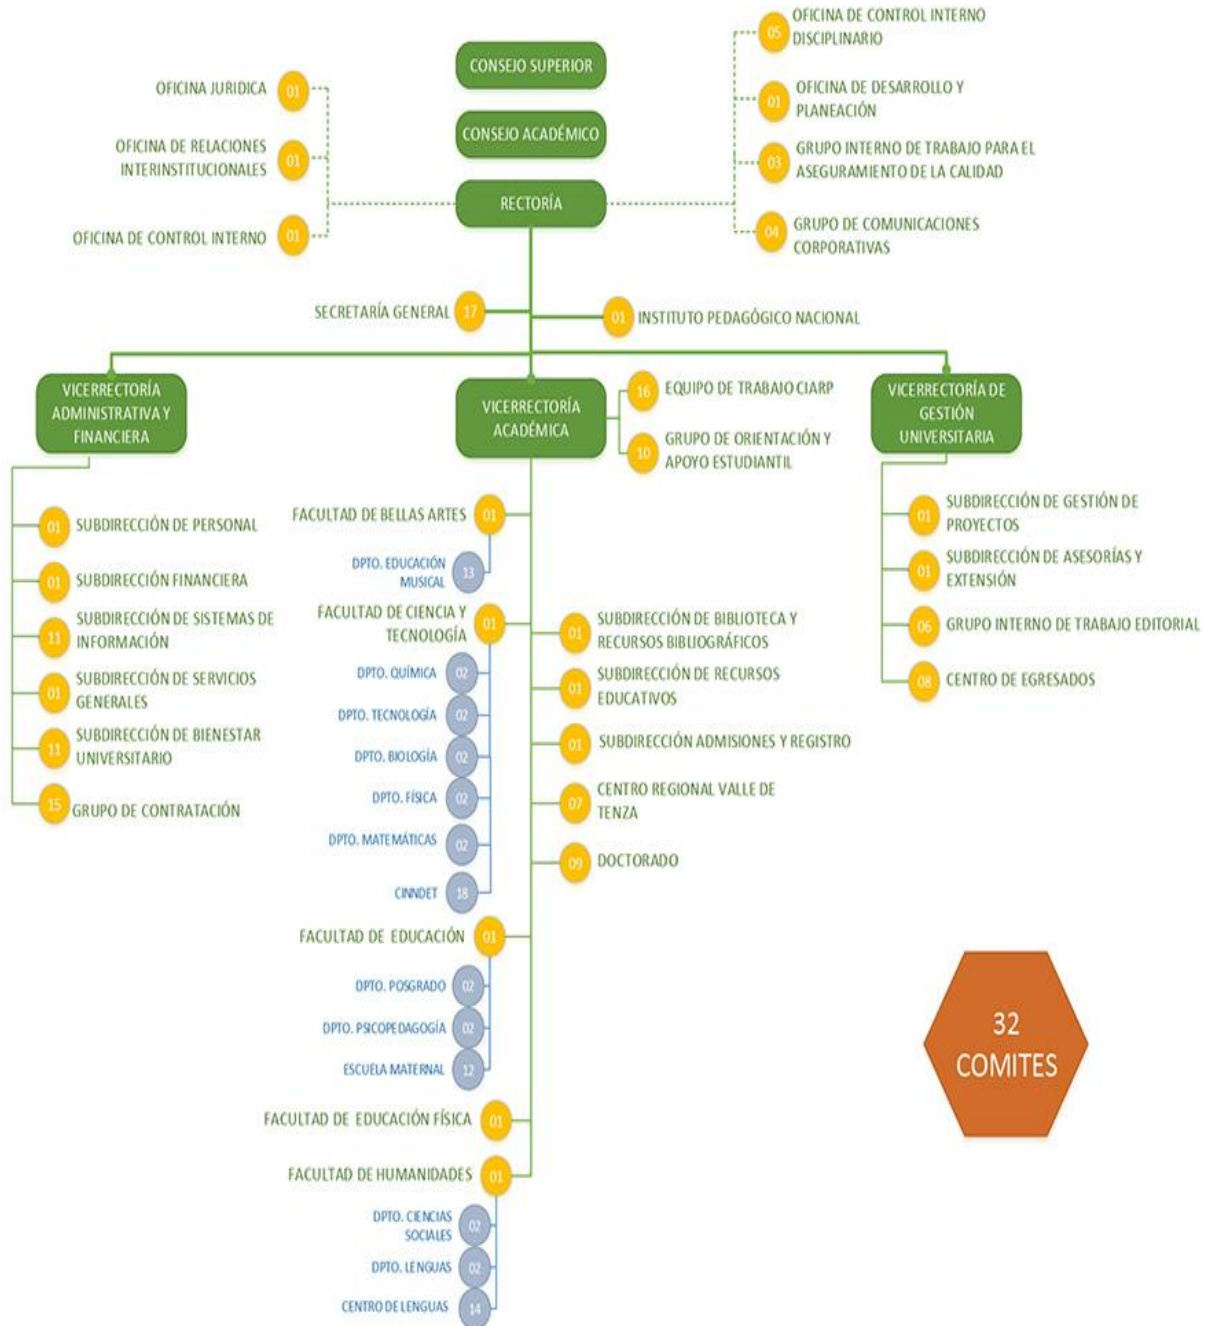 CONSEJO SUPERIOR
CONSEJO ACADÉMICO
RECTORÍA
OFICINA JURIDICA
01
OFICINA DE RELACIONES
INTERINSTITUCIONALES
01
OFICINA DE CONTROL INTERNO
01
05
OFICINA DE CONTROL INTERNO
DISCIPLINARIO
01
OFICINA DE DESARROLLO Y
PLANEACIÓN
03
GRUPO INTERNO DE TRABAJO PARA EL
ASEGURAMIENTO DE LA CALIDAD
04
GRUPO DE COMUNICACIONES
CORPORATIVAS
SECRETARÍA GENERAL
17
01
INSTITUTO PEDAGÓGICO NACIONAL
VICERRECTORÍA
ADMINISTRATIVA Y
FINANCIERA
01
SUBDIRECCIÓN DE PERSONAL
01
SUBDIRECCIÓN FINANCIERA
11
SUBDIRECCIÓN DE SISTEMAS DE
INFORMACIÓN
01
SUBDIRECCIÓN DE SERVICIOS
GENERALES
11
SUBDIRECCIÓN DE BIENESTAR
UNIVERSITARIO
15
GRUPO DE CONTRATACIÓN
VICERRECTORÍA
ACADÉMICA
16
EQUIPO DE TRABAJO CIARP
10
GRUPO DE ORIENTACIÓN Y
APOYO ESTUDIANTIL
FACULTAD DE BELLAS ARTES
01
DPTO. EDUCACIÓN
MUSICAL
13
FACULTAD DE CIENCIA Y
TECNOLOGÍA
01
DPTO. QUÍMICA
02
DPTO. TECNOLOGÍA
02
DPTO. BIOLOGÍA
02
DPTO. FÍSICA
02
DPTO. MATEMÁTICAS
02
CINNDET
18
FACULTAD DE EDUCACIÓN
01
DPTO. POSGRADO
02
DPTO. PSICOPEDAGOGÍA
02
ESCUELA MATERNAL
12
FACULTAD DE EDUCACIÓN FÍSICA
01
FACULTAD DE HUMANIDADES
01
DPTO. CIENCIAS
SOCIALES
02
DPTO. LENGUAS
02
CENTRO DE LENGUAS
14
01
SUBDIRECCIÓN DE BIBLIOTECA Y
RECURSOS BIBLIOGRÁFICOS
01
SUBDIRECCIÓN DE RECURSOS
EDUCATIVOS
01
SUBDIRECCIÓN ADMISIONES Y REGISTRO
07
CENTRO REGIONAL VALLE DE
TENZA
09
DOCTORADO
VICERRECTORÍA DE
GESTIÓN
UNIVERSITARIA
01
SUBDIRECCIÓN DE GESTIÓN DE
PROYECTOS
01
SUBDIRECCIÓN DE ASESORÍAS Y
EXTENSIÓN
06
GRUPO INTERNO DE TRABAJO EDITORIAL
08
CENTRO DE EGRESADOS
32
COMITES